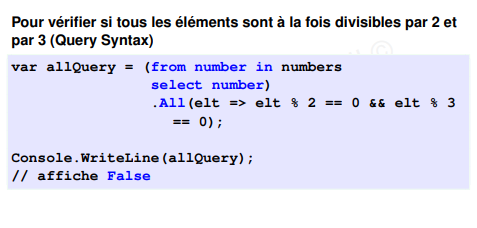 Pour vérifier si tous les éléments sont à la fois divisibles par 2 et
par 3 (Query Syntax)
var allQuery = (from number in numbers
select number)
.All(elt => elt % 2 == 0 && elt % 3
== 0);
Console.WriteLine(allQuery);
// affiche False